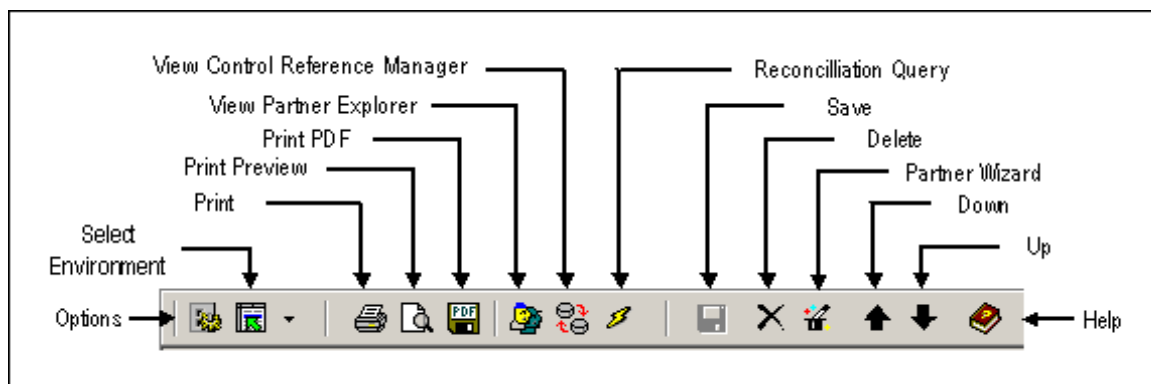 View Control Reference Manager
Reconcilliation Query
View Partner Explorer
Save
Print PDF
Delete
Print Preview
Partner Wizard
Print
Down
Select
Environment
Up
Options
PDF
Help